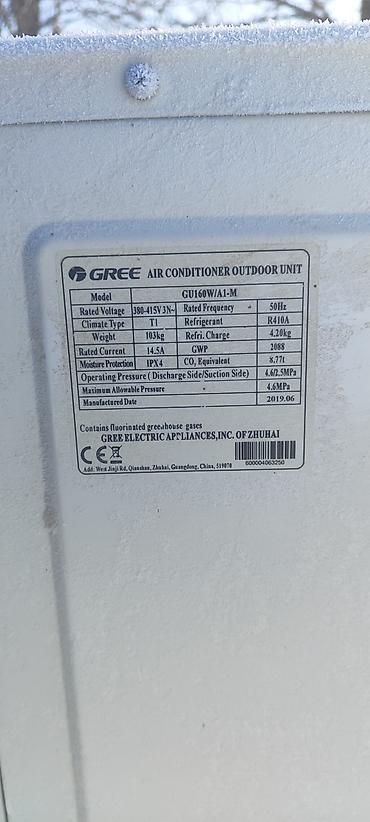 GREE AIR CONDITIONER OUTDOOR UNIT
Model GU160W/A1-M
Rated Voltage 380-415V 3N~ Rated Frequency 50Hz
Climate Type T1 Refrigerant R410A
Weight 103kg Refri. Charge 4.20kg
Rated Current 14.5A GWP 2088
Moisture Protection IPX4 CO₂ Equivalent 8.77t
Operating Pressure ( Discharge Side/Suction Side) 4.6/2.5MPa
Maximum Allowable Pressure 4.6MPa
Manufactured Date 2019.06
Contains fluorinated greenhouse gases
GREE ELECTRIC APPLIANCES,INC. OF ZHUHAI
CE
600004063250
Add: West Jinji Rd, Qianshan, Zhuhai, Guangdong, China, 519070